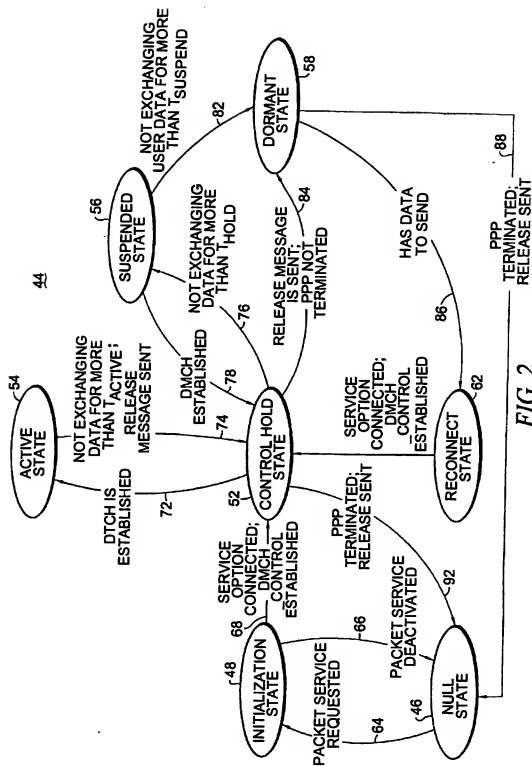 44
54
ACTIVE
STATE
NOT EXCHANGING
DATA FOR MORE
THAN TACTIVE;
RELEASE
MESSAGE SENT
74
72
DTCH IS
ESTABLISHED
56
SUSPENDED
STATE
NOT EXCHANGING
USER DATA FOR MORE
THAN TSUSPEND
82
DMCH
ESTABLISHED
78
76
NOT EXCHANGING
DATA FOR MORE
THAN THOLD
48
INITIALIZATION
STATE
68
SERVICE
OPTION
CONNECTED;
DMCH
CONTROL
ESTABLISHED
52
CONTROL HOLD
STATE
84
RELEASE MESSAGE
IS SENT;
PPP NOT
TERMINATED
DORMANT
STATE
58
PACKET SERVICE
REQUESTED
64
66
PACKET SERVICE
DEACTIVATED
46
NULL
STATE
92
PPP
TERMINATED;
RELEASE SENT
SERVICE
OPTION
CONNECTED;
DMCH
CONTROL
ESTABLISHED
62
RECONNECT
STATE
86
HAS DATA
TO SEND
88
PPP
TERMINATED;
RELEASE SENT
FIG. 2